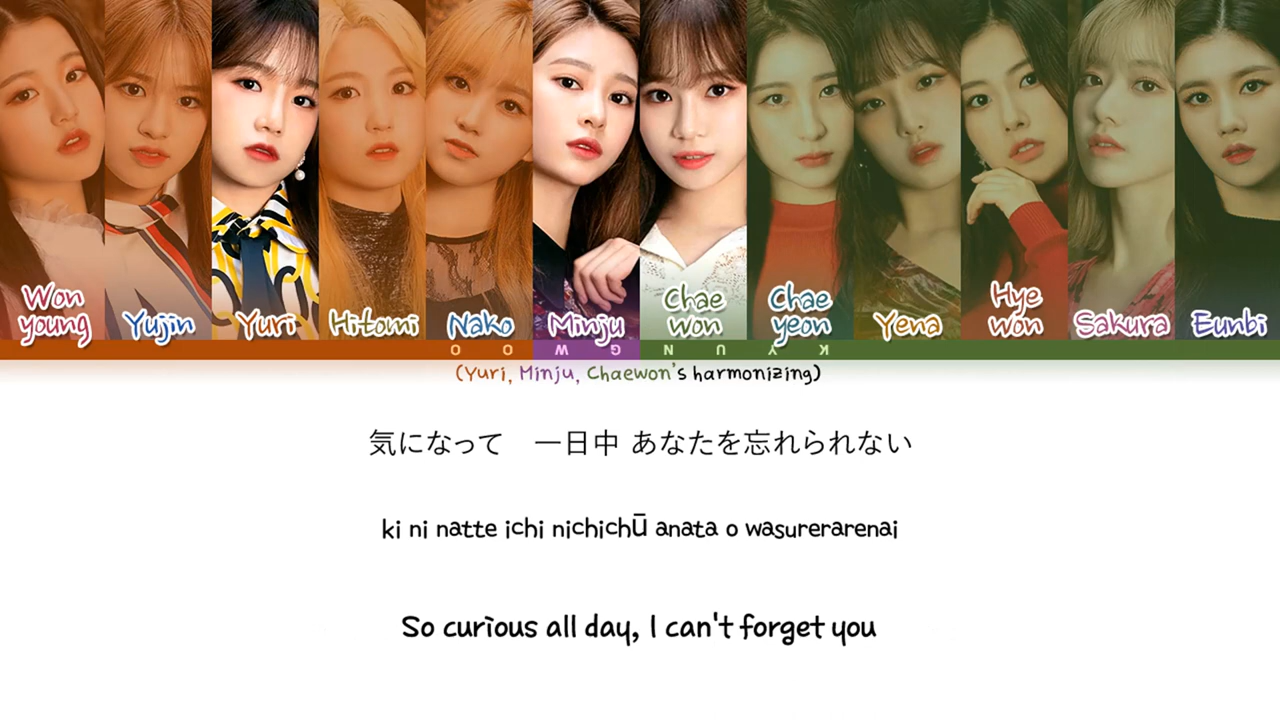 Won
young
Yujin
Yuri
Hitomi
Nako
Minju
Chae
won
Chae
yeon
Yena
Hye
won
Sakura
Eunbi
O O M G W N U Y K
(Yuri, Minju, Chaewon's harmonizing)
気になって 一日中 あなたを忘れられない
ki ni natte ichi nichichū anata o wasurerarenai
So curious all day, I can't forget you